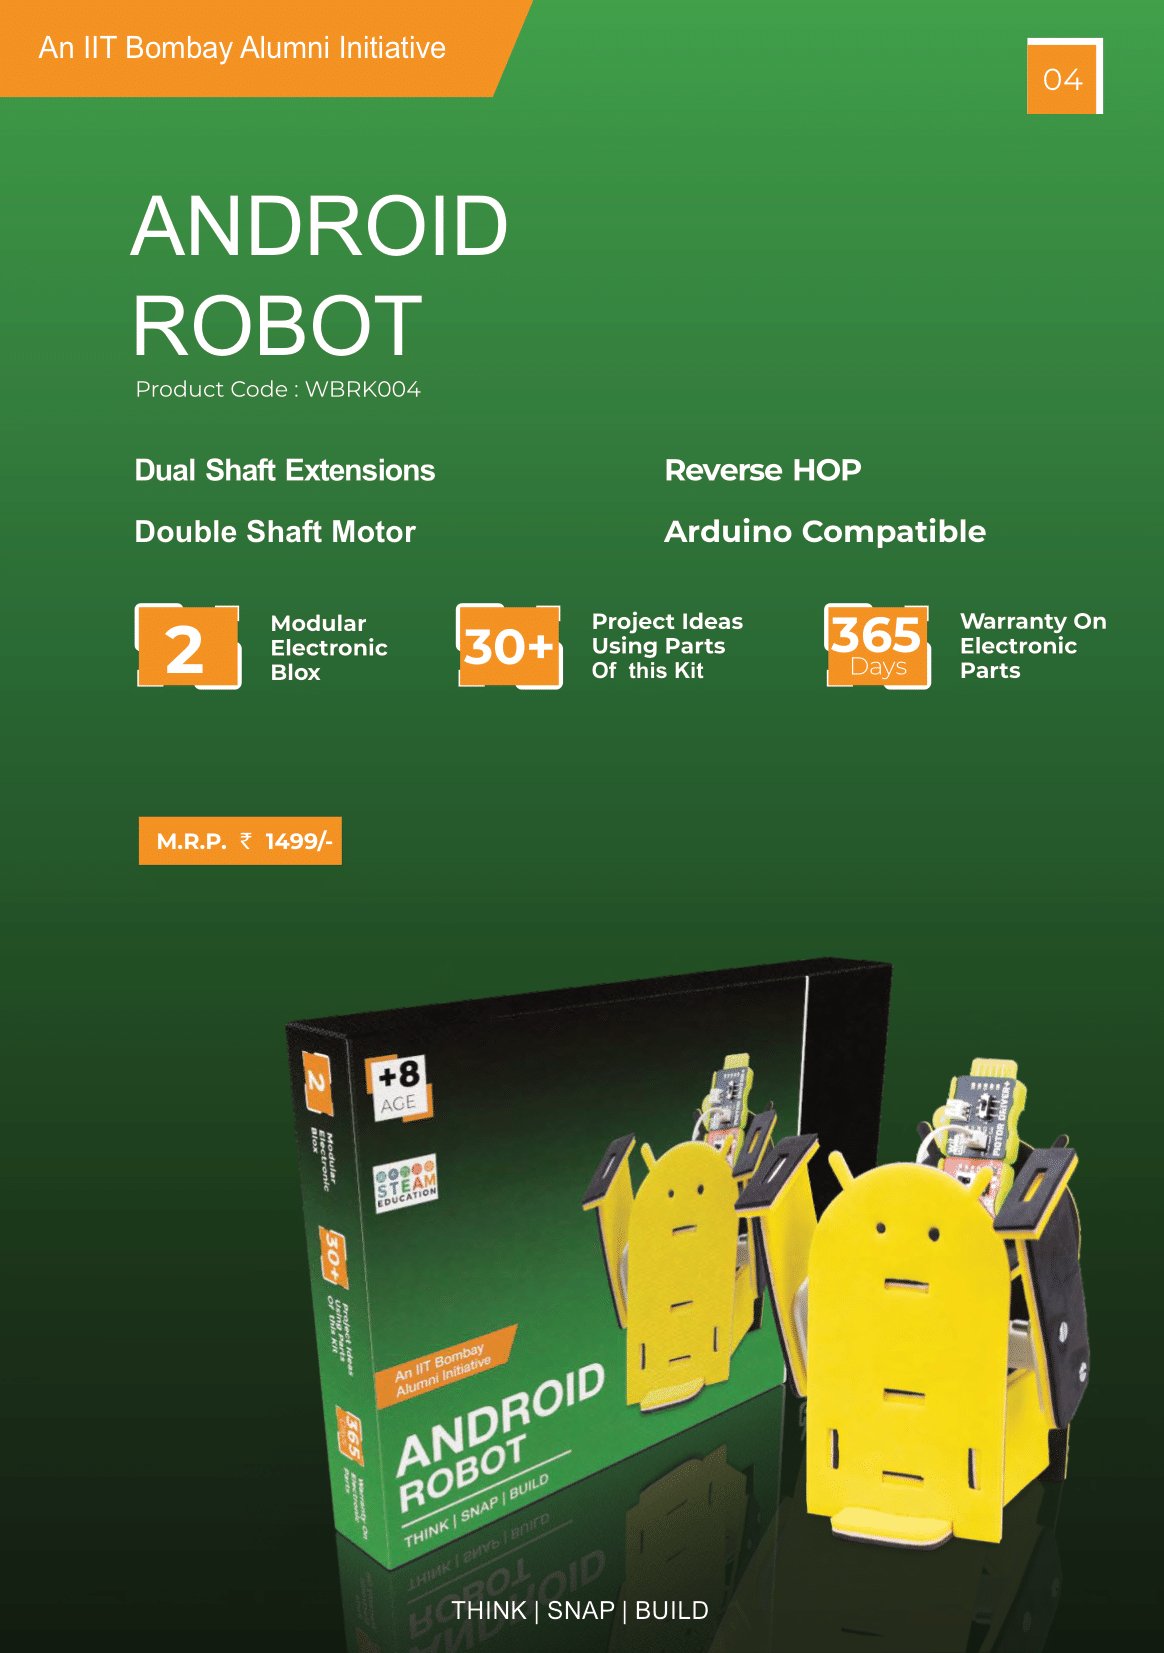 An IIT Bombay Alumni Initiative
04
ANDROID
ROBOT
Product Code : WBRK004
Dual Shaft Extensions
Reverse HOP
Double Shaft Motor
Arduino Compatible
2
Modular
Electronic
Blox
30+
Project Ideas
Using Parts
Of this Kit
365
Days
Warranty On
Electronic
Parts
M.R.P. ₹ 1499/-
2
Modular
Electronic
Blox
30+
Project Ideas
Using Parts
Of this Kit
365
Warranty On
Electronic
Parts
+8
AGE
STEAM
EDUCATION
An IIT Bombay
Alumni Initiative
ANDROID
ROBOT
THINK | SNAP | BUILD
MOTOR DRIVER+
THINK | SNAP | BUILD